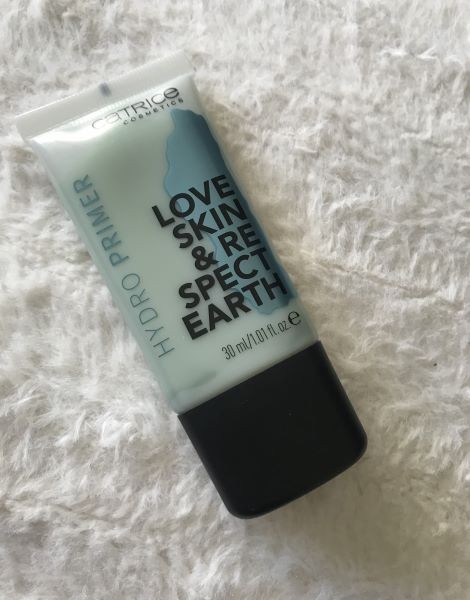 CATRICE
COSMETICS
HYDRO PRIMER
LOVE
SKIN
& RE
SPECT
EARTH
30 ml/1.01 fl.oz ℮